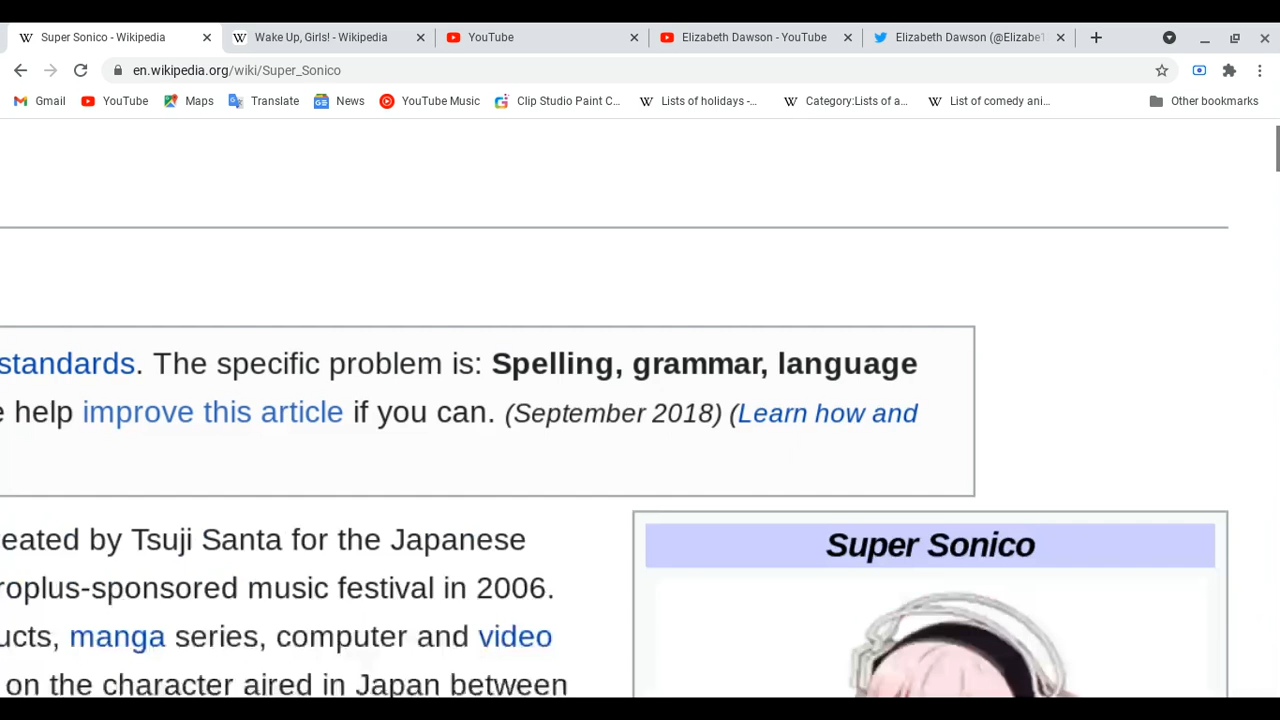 Super Sonico - Wikipedia
Wake Up, Girls! - Wikipedia
YouTube
Elizabeth Dawson - YouTube
Elizabeth Dawson (@Elizabe
en.wikipedia.org/wiki/Super_Sonico
Gmail YouTube Maps Translate News YouTube Music Clip Studio Paint C... Lists of holidays -... Category:Lists of a... List of comedy ani... Other bookmarks
standards. The specific problem is: Spelling, grammar, language
e help improve this article if you can. (September 2018) (Learn how and
Super Sonico
eated by Tsuji Santa for the Japanese
roplus-sponsored music festival in 2006.
ucts, manga series, computer and video
on the character aired in Japan between